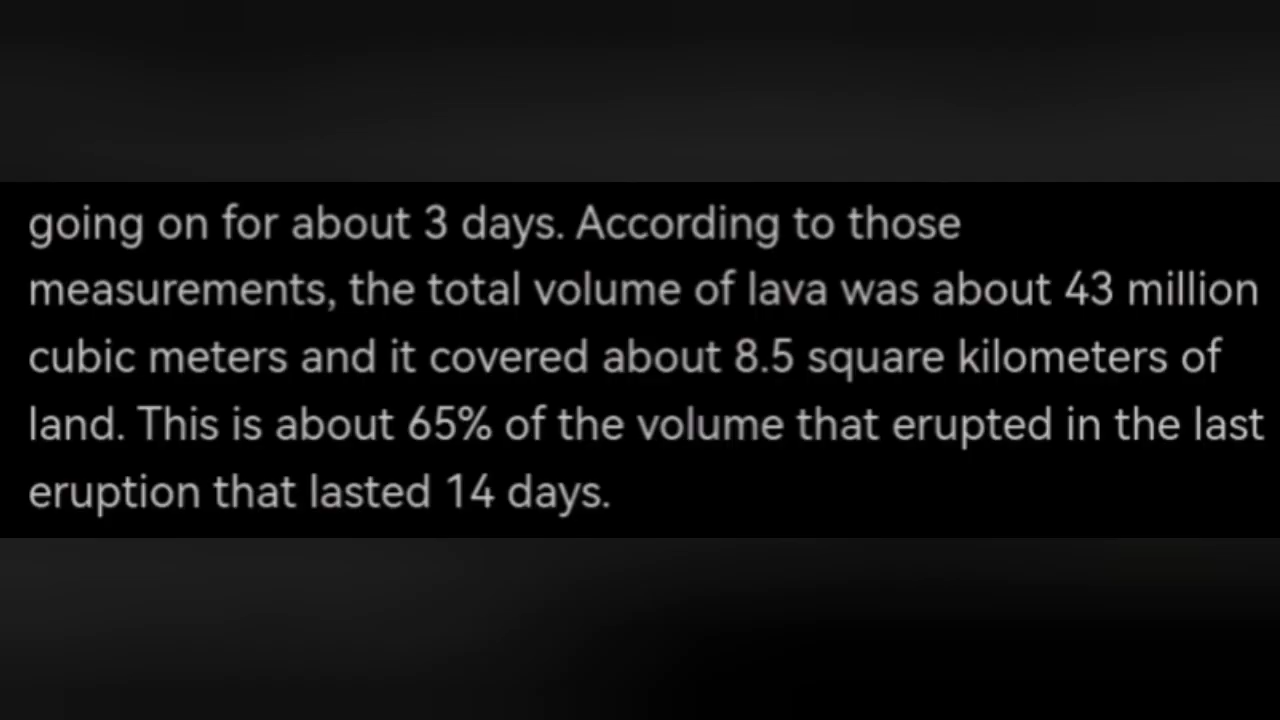 going on for about 3 days. According to those
measurements, the total volume of lava was about 43 million
cubic meters and it covered about 8.5 square kilometers of
land. This is about 65% of the volume that erupted in the last
eruption that lasted 14 days.